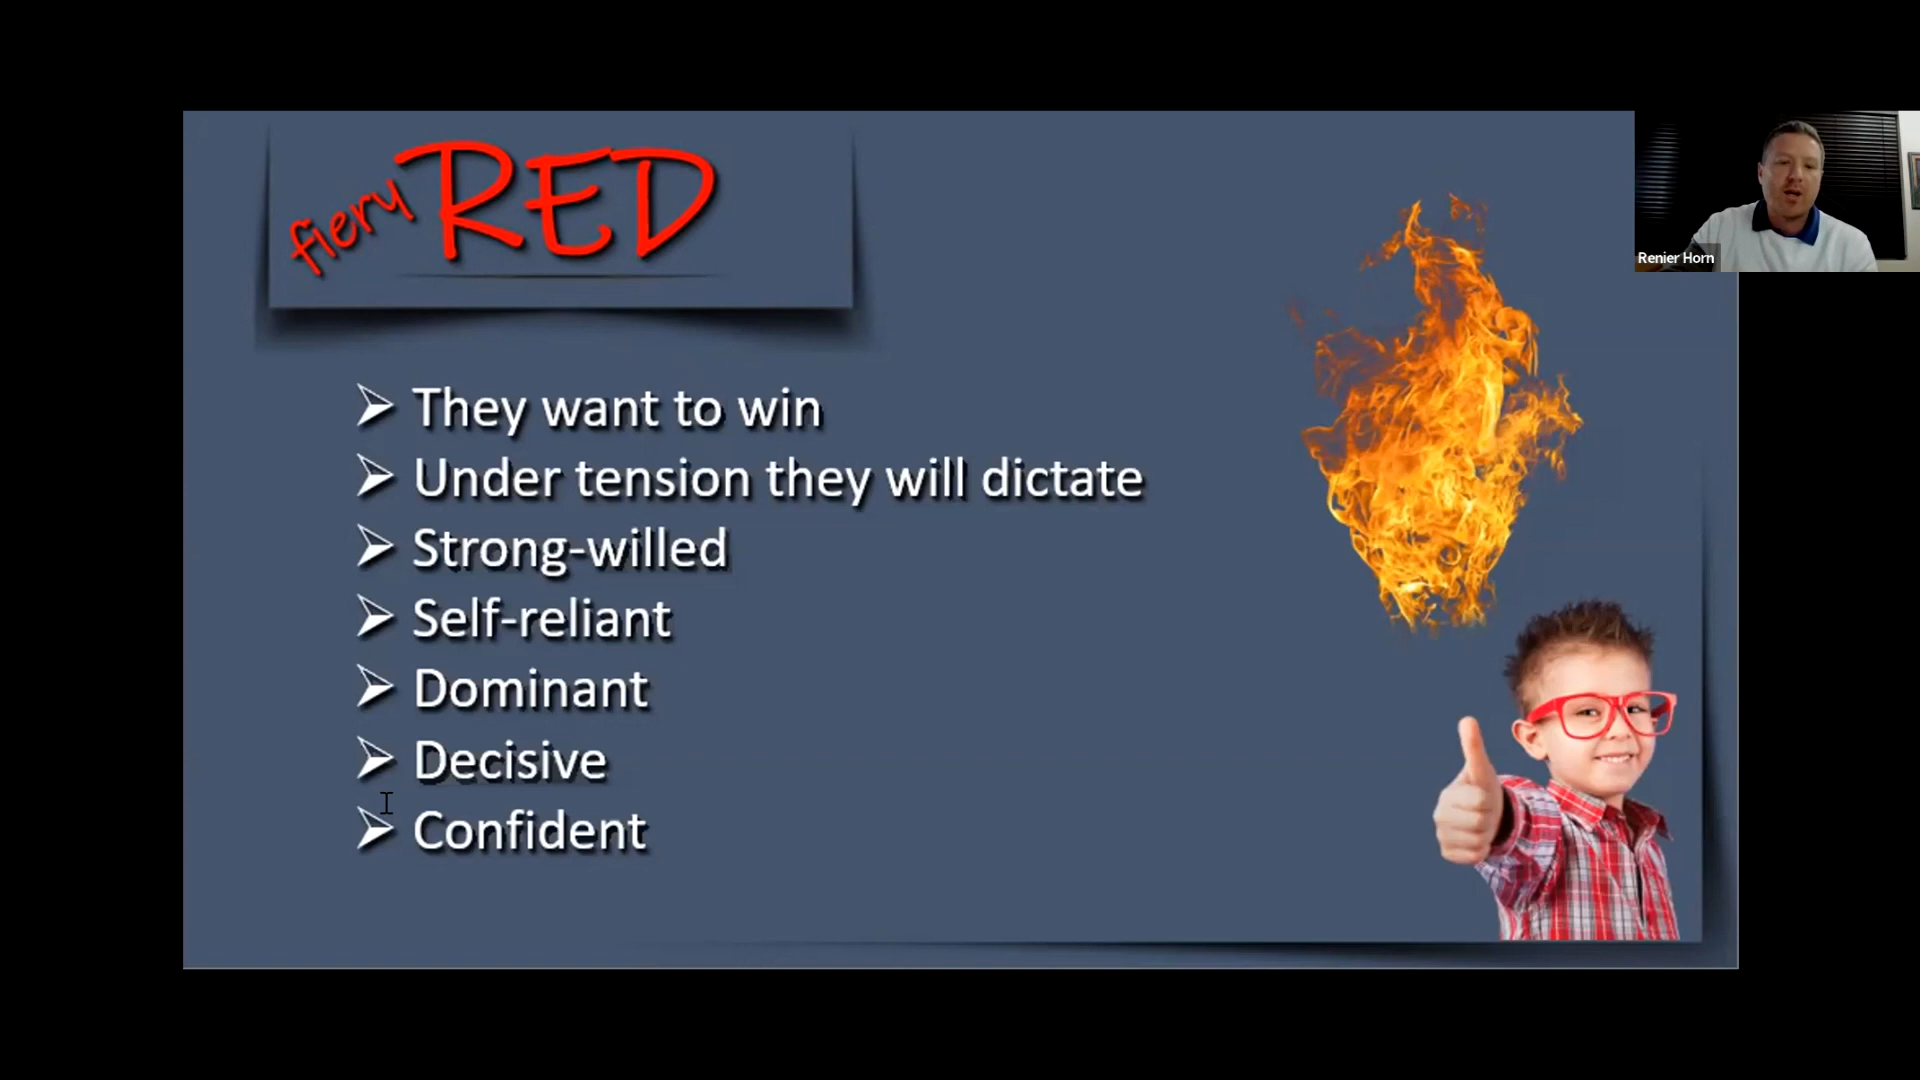 fiery RED
Renier Horn
They want to win
Under tension they will dictate
Strong-willed
Self-reliant
Dominant
Decisive
Confident